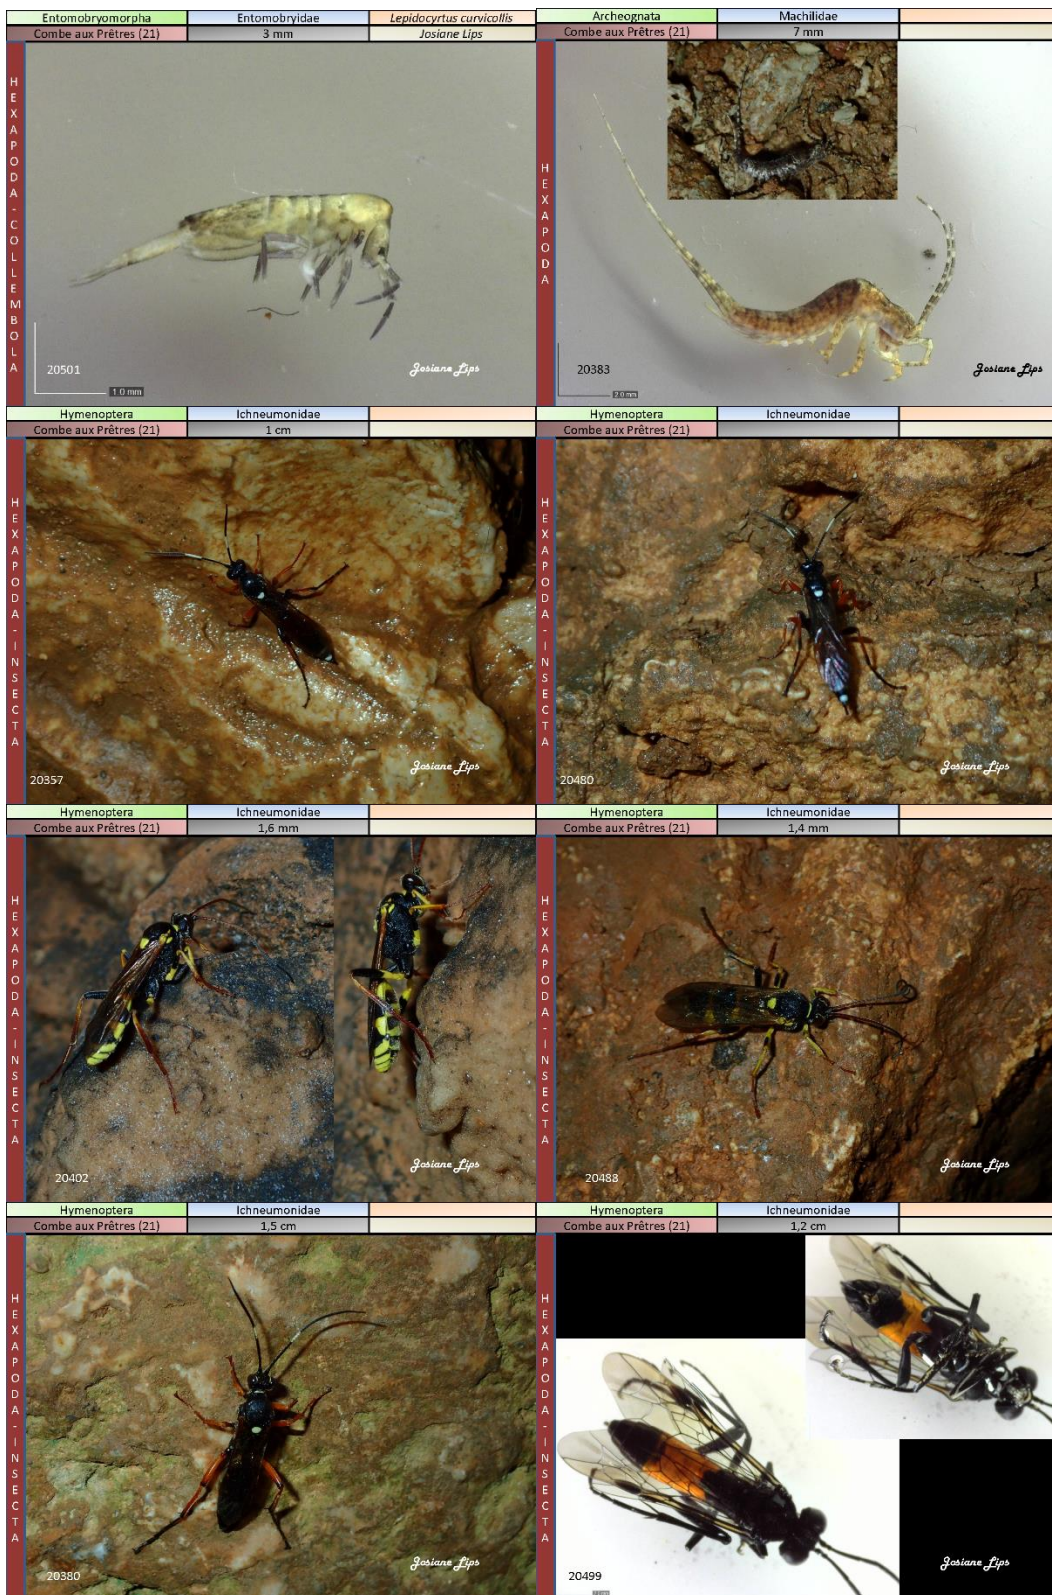 Entomobryomorpha Entomobryidae Lepidocyrtus curvicollis
Combe aux Prêtres (21) 3 mm Josiane Lips
HEXAPODA-COLLEMBOLA
20501
1.0 mm
Josiane Lips
Archeognata Machilidae
Combe aux Prêtres (21) 7 mm
HEXAPODA
20383
2.0 mm
Josiane Lips
Hymenoptera Ichneumonidae
Combe aux Prêtres (21) 1 cm
HEXAPODA-INSECTA
20357
Josiane Lips
Hymenoptera Ichneumonidae
Combe aux Prêtres (21)
HEXAPODA-INSECTA
20480
Josiane Lips
Hymenoptera Ichneumonidae
Combe aux Prêtres (21) 1,6 mm
HEXAPODA-INSECTA
20402
Josiane Lips
Hymenoptera Ichneumonidae
Combe aux Prêtres (21) 1,4 mm
HEXAPODA-INSECTA
20488
Josiane Lips
Hymenoptera Ichneumonidae
Combe aux Prêtres (21) 1,5 cm
HEXAPODA-INSECTA
20380
Josiane Lips
Hymenoptera Ichneumonidae
Combe aux Prêtres (21) 1,2 cm
HEXAPODA-INSECTA
20499
Josiane Lips